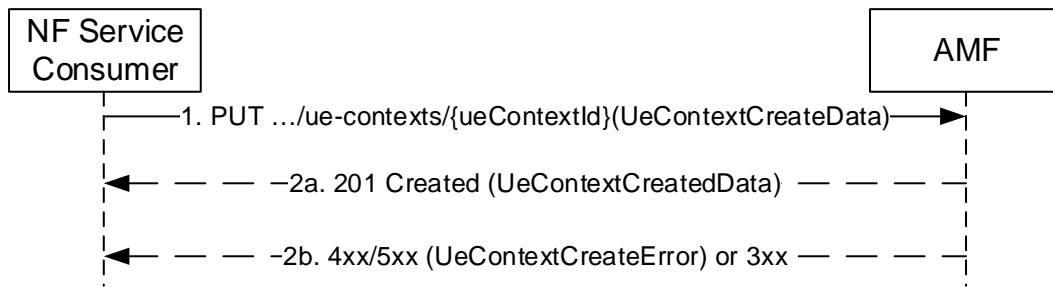 NF Service
Consumer
AMF
1. PUT …/ue-contexts/{ueContextId}(UeContextCreateData)
2a. 201 Created (UeContextCreatedData)
2b. 4xx/5xx (UeContextCreateError) or 3xx